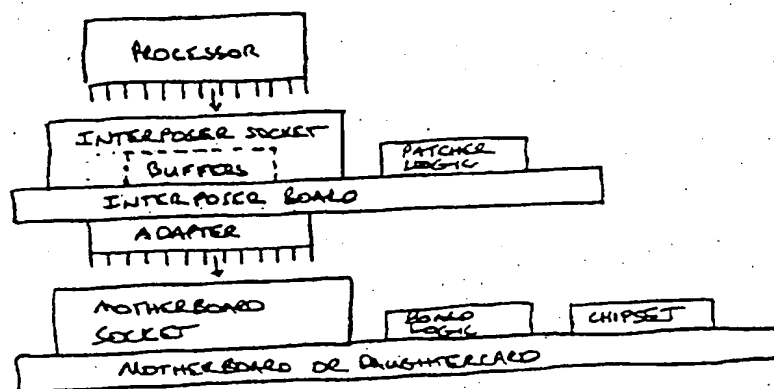 PROCESSOR
INTERPOSER SOCKET
BUFFERS
PATCHER
LOGIC
INTERPOSER BOARD
ADAPTER
MOTHERBOARD
SOCKET
BOARD
LOGIC
CHIPSET
MOTHERBOARD OR DAUGHTERCARD